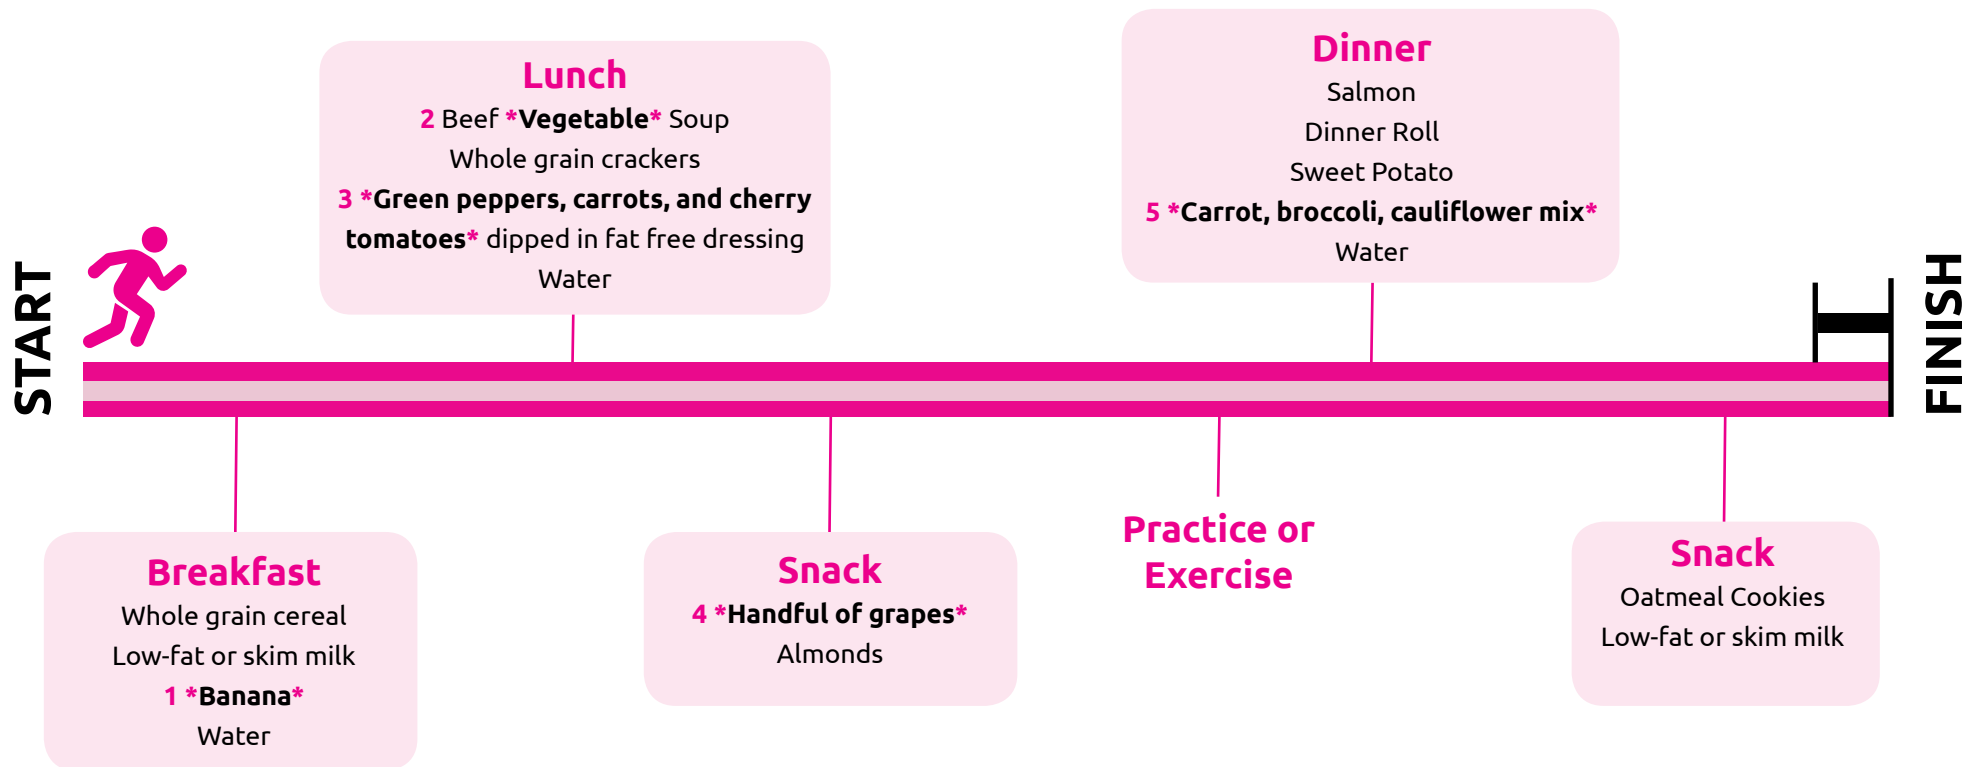 START
Breakfast
Whole grain cereal
Low-fat or skim milk
1 *Banana*
Water
Lunch
2 Beef *Vegetable* Soup
Whole grain crackers
3 *Green peppers, carrots, and cherry
tomatoes* dipped in fat free dressing
Water
Snack
4 *Handful of grapes*
Almonds
Practice or
Exercise
Dinner
Salmon
Dinner Roll
Sweet Potato
5 *Carrot, broccoli, cauliflower mix*
Water
Snack
Oatmeal Cookies
Low-fat or skim milk
FINISH